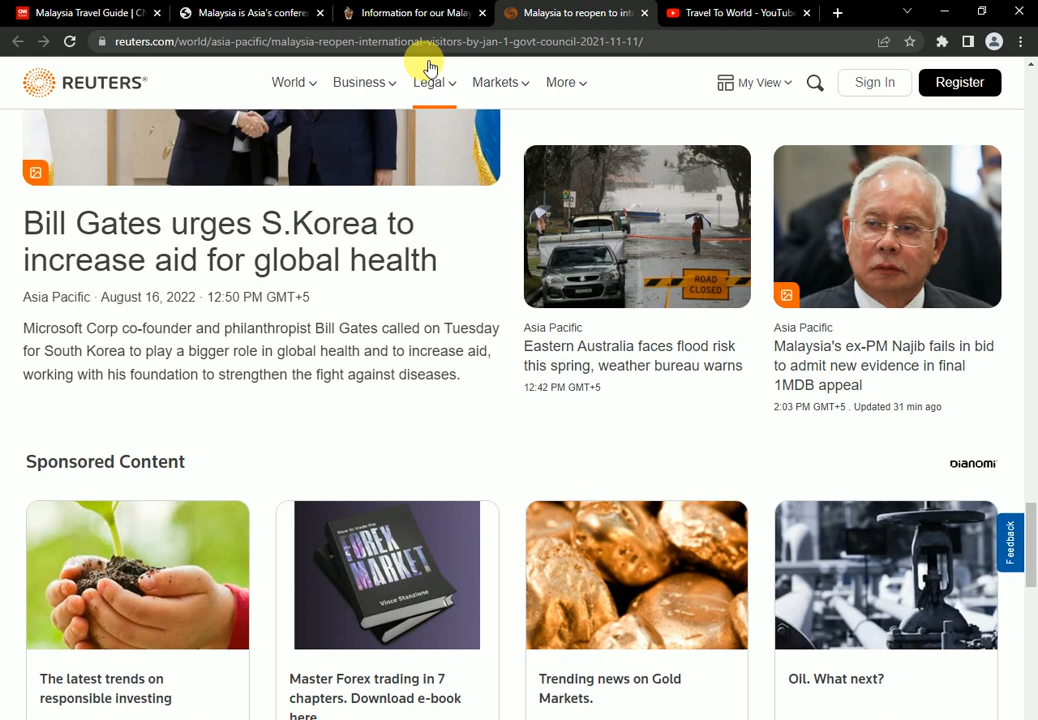 Malaysia Travel Guide | C
Malaysia is Asia's confere
Information for our Malay
Malaysia to reopen to int
Travel To World - YouTube
reuters.com/world/asia-pacific/malaysia-reopen-international-visitors-by-jan-1-govt-council-2021-11-11/
REUTERS®
World
Business
Legal
Markets
More
My View
Sign In
Register
Bill Gates urges S.Korea to
increase aid for global health
Asia Pacific · August 16, 2022 · 12:50 PM GMT+5
Microsoft Corp co-founder and philanthropist Bill Gates called on Tuesday
for South Korea to play a bigger role in global health and to increase aid,
working with his foundation to strengthen the fight against diseases.
ROAD
CLOSED
Asia Pacific
Eastern Australia faces flood risk
this spring, weather bureau warns
12:42 PM GMT+5
Asia Pacific
Malaysia's ex-PM Najib fails in bid
to admit new evidence in final
1MDB appeal
2:03 PM GMT+5 . Updated 31 min ago
Sponsored Content
Dianomi
Feedback
How to trade the
FOREX
MARKET
Vince Stanzione
The latest trends on
responsible investing
Master Forex trading in 7
chapters. Download e-book
here
Trending news on Gold
Markets.
Oil. What next?